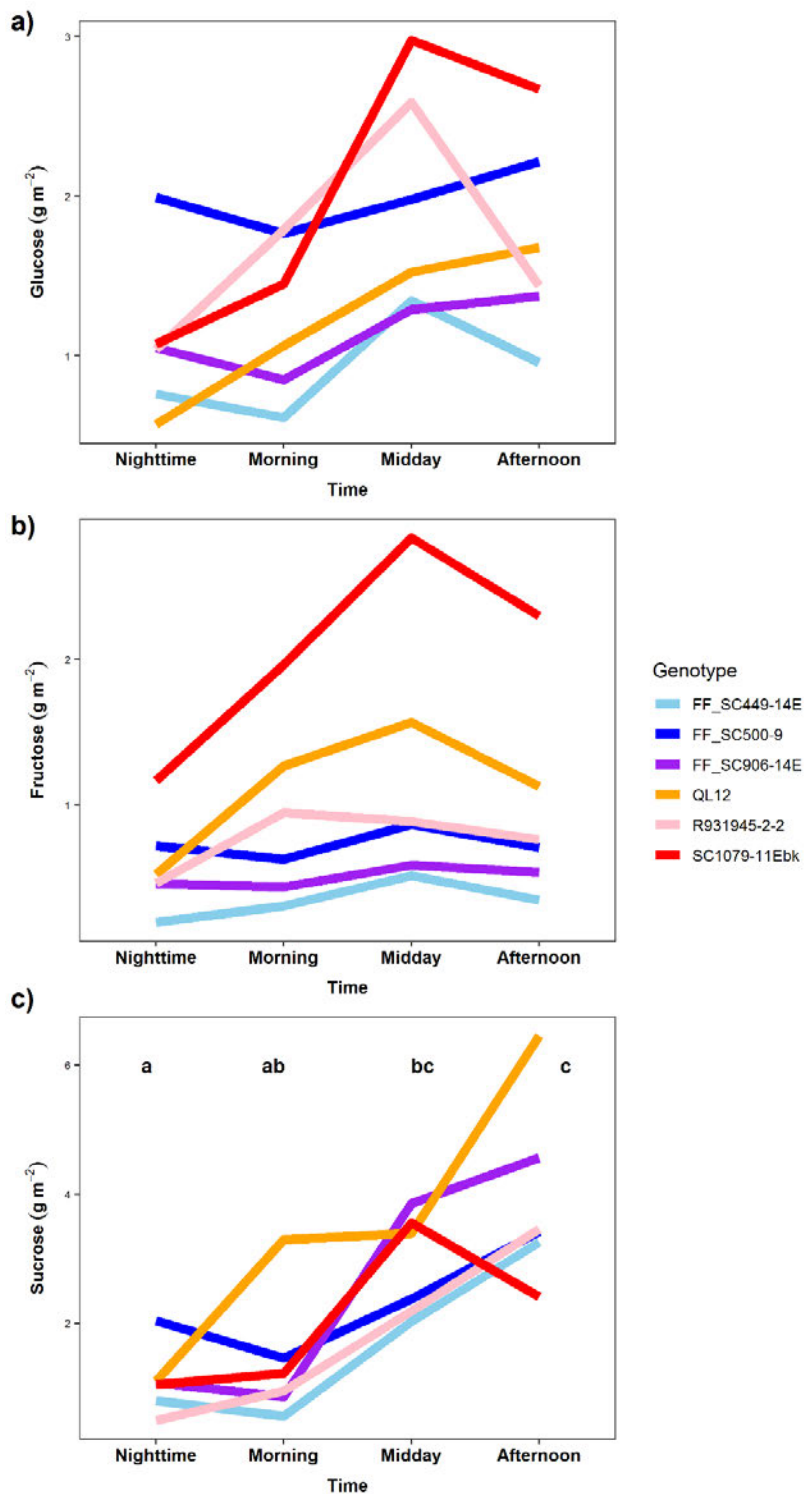 a)
3
2
1
Glucose (g m⁻²)
Nighttime Morning Midday Afternoon
Time
b)
2
1
Fructose (g m⁻²)
Nighttime Morning Midday Afternoon
Time
Genotype
FF_SC449-14E
FF_SC500-9
FF_SC906-14E
QL12
R931945-2-2
SC1079-11Ebk
c)
a ab bc c
6
4
2
Sucrose (g m⁻²)
Nighttime Morning Midday Afternoon
Time